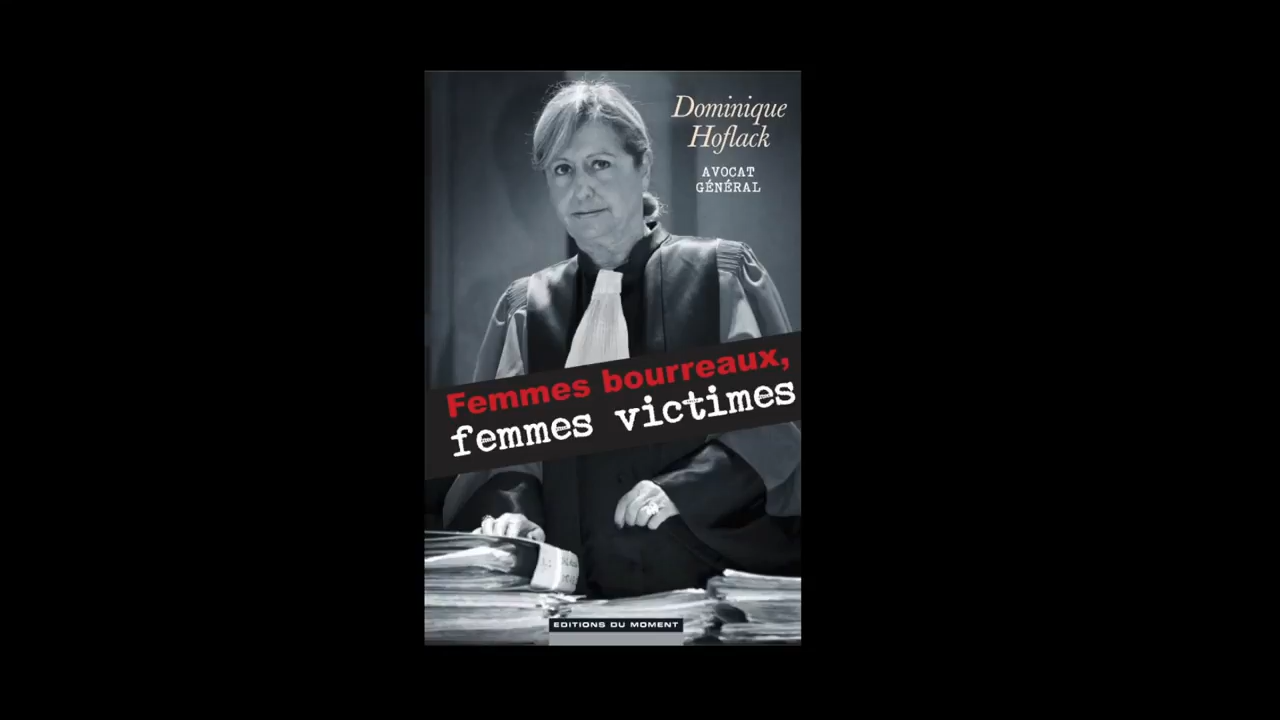 Dominique
Hoflack
AVOCAT
GÉNÉRAL
Femmes bourreaux,
femmes victimes
EDITIONS DU MOMENT